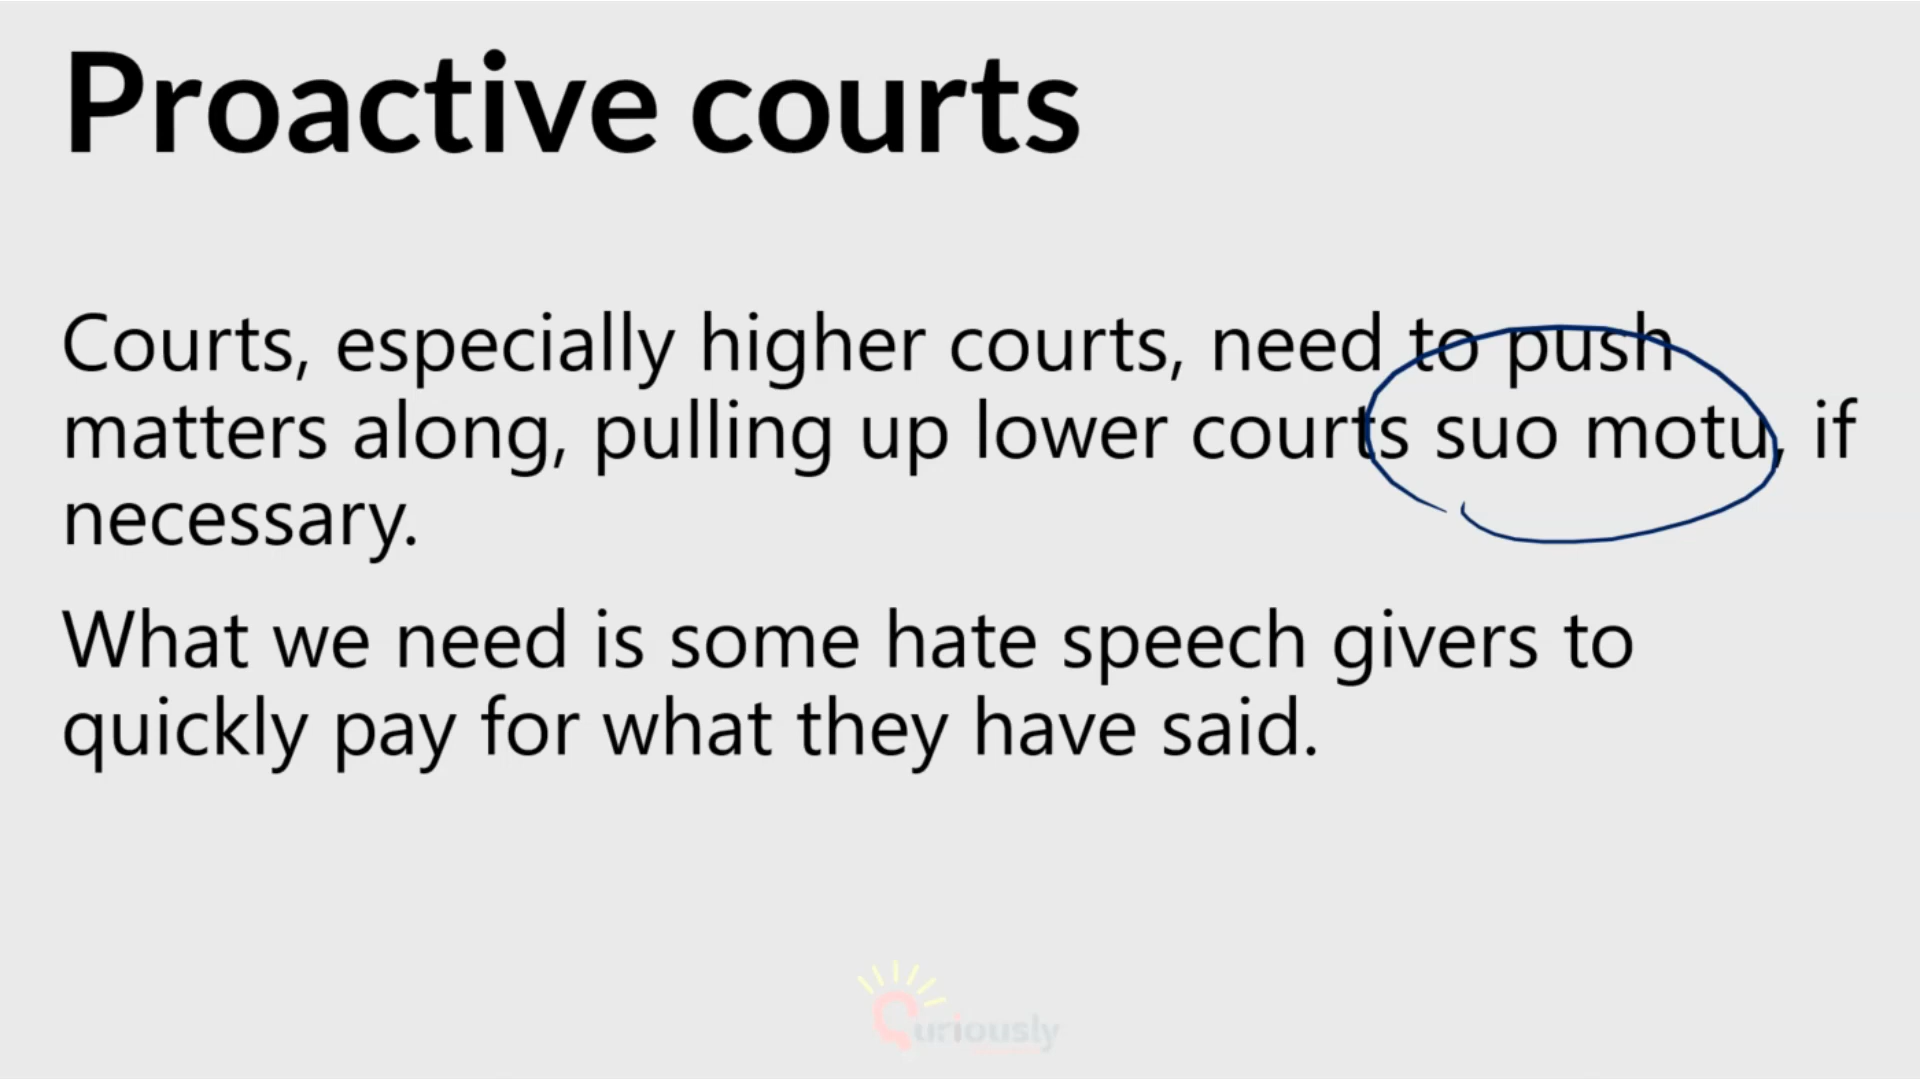 Proactive courts
Courts, especially higher courts, need to push
matters along, pulling up lower courts suo motu, if
necessary.
What we need is some hate speech givers to
quickly pay for what they have said.
Curiously